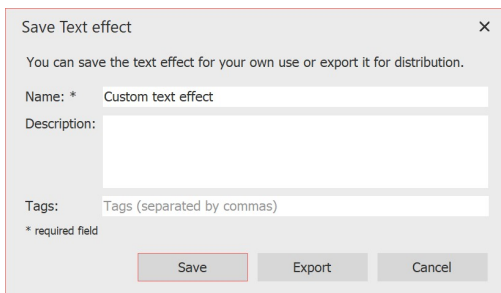 Save Text effect
You can save the text effect for your own use or export it for distribution.
Name: * Custom text effect
Description:
Tags: Tags (separated by commas)
* required field
Save Export Cancel